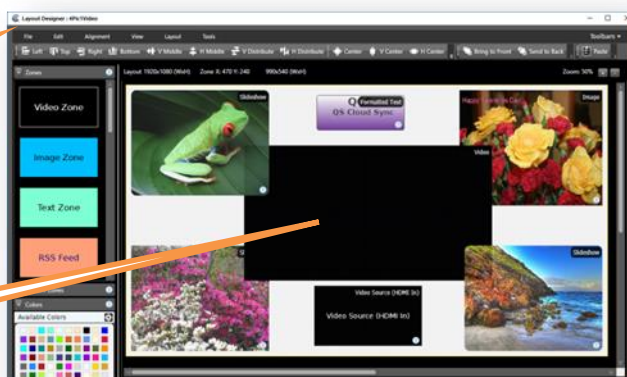 Layout Designer : 4Pic1Video
File Edit Alignment View Layout Tools Toolbars
Left Top Right Bottom V Middle H Middle V Distribute H Distribute Center V Center H Center Bring to Front Send to Back Paste
Zones
Layout 1920x1080 (WxH) Zone X: 470 Y: 240 990x540 (WxH) Zoom: 50%
Video Zone
Image Zone
Text Zone
RSS Feed
Colors
Available Colors
Slideshow
Formatted Text
QS Cloud Sync
Image
Video
Slideshow
Video Source (HDMI In)
Video Source (HDMI In)